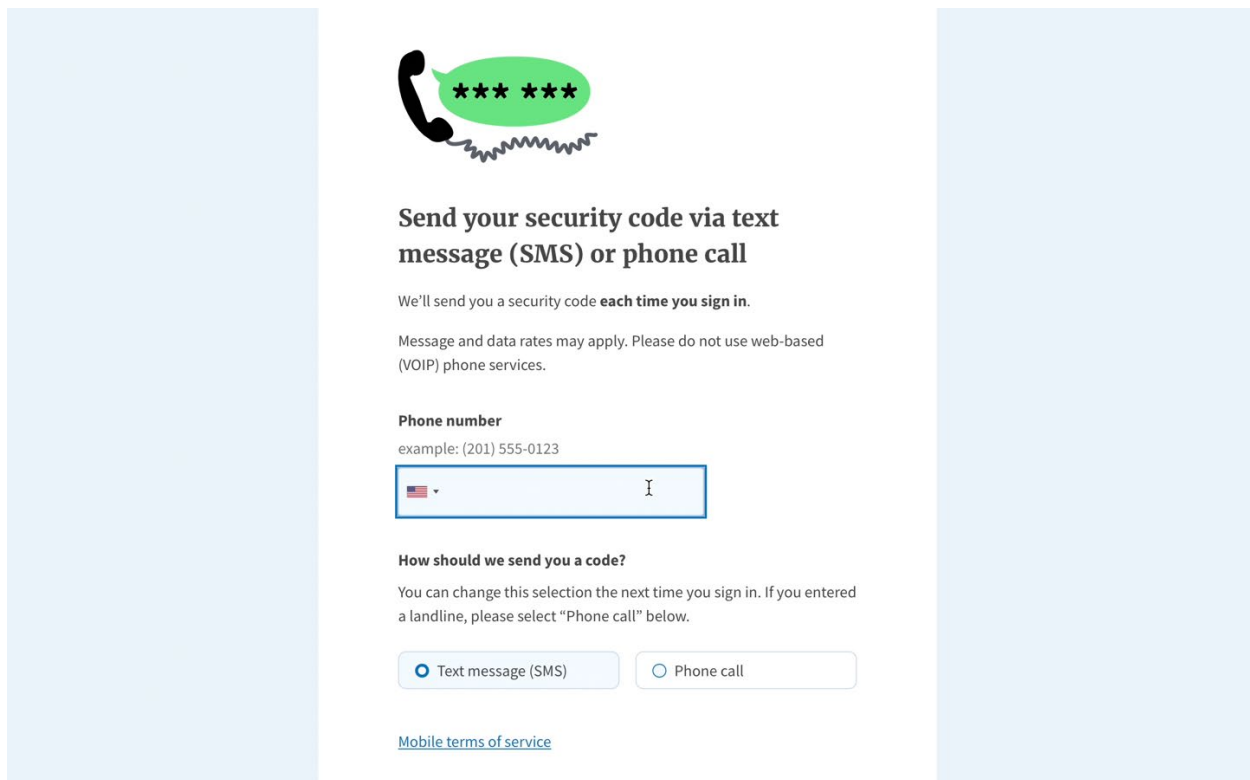 *** ***
Send your security code via text
message (SMS) or phone call
We’ll send you a security code each time you sign in.
Message and data rates may apply. Please do not use web-based
(VOIP) phone services.
Phone number
example: (201) 555-0123
How should we send you a code?
You can change this selection the next time you sign in. If you entered
a landline, please select “Phone call” below.
Text message (SMS) Phone call
Mobile terms of service